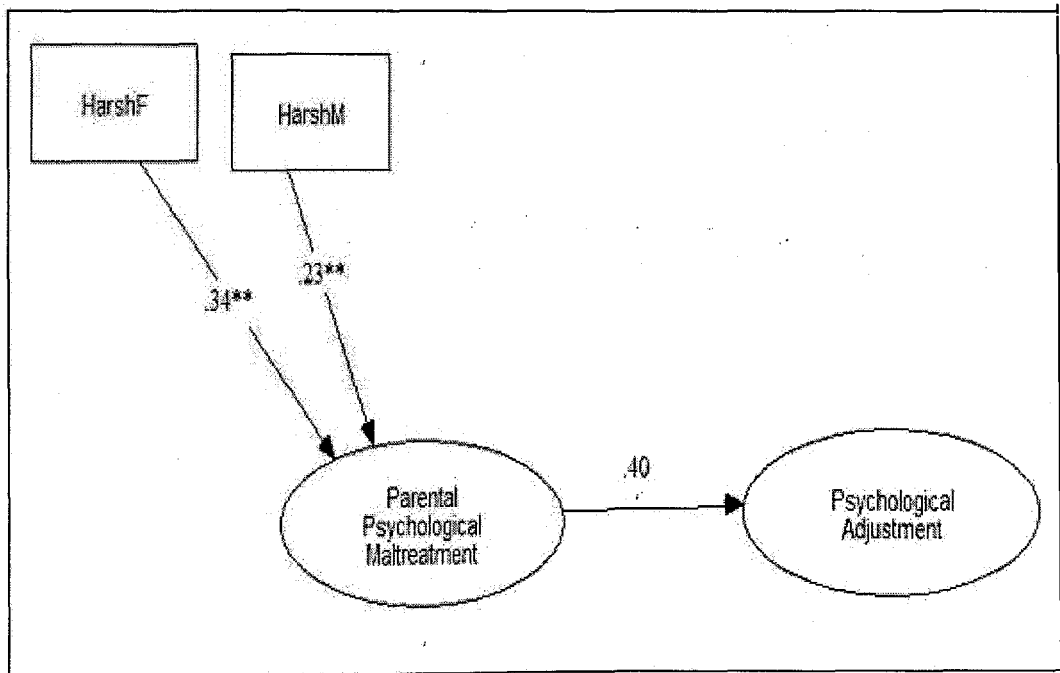 HarshF
HarshM
.34**
.23**
Parental
Psychological
Maltreatment
.40
Psychological
Adjustment